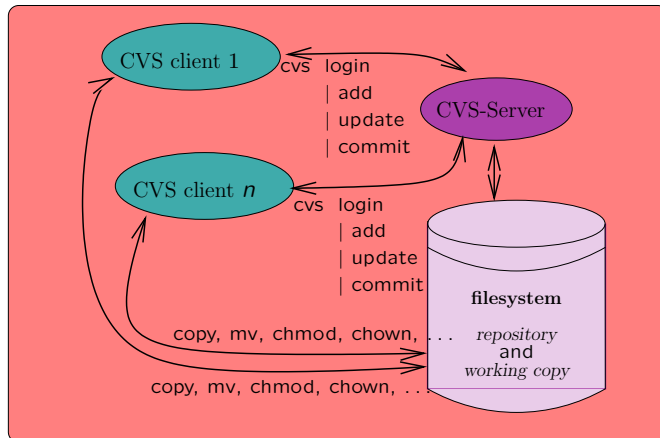 CVS client 1
cvs login
| add
| update
| commit
CVS-Server
CVS client n
cvs login
| add
| update
| commit
filesystem
repository
and
working copy
copy, mv, chmod, chown, . . .
copy, mv, chmod, chown, . . .